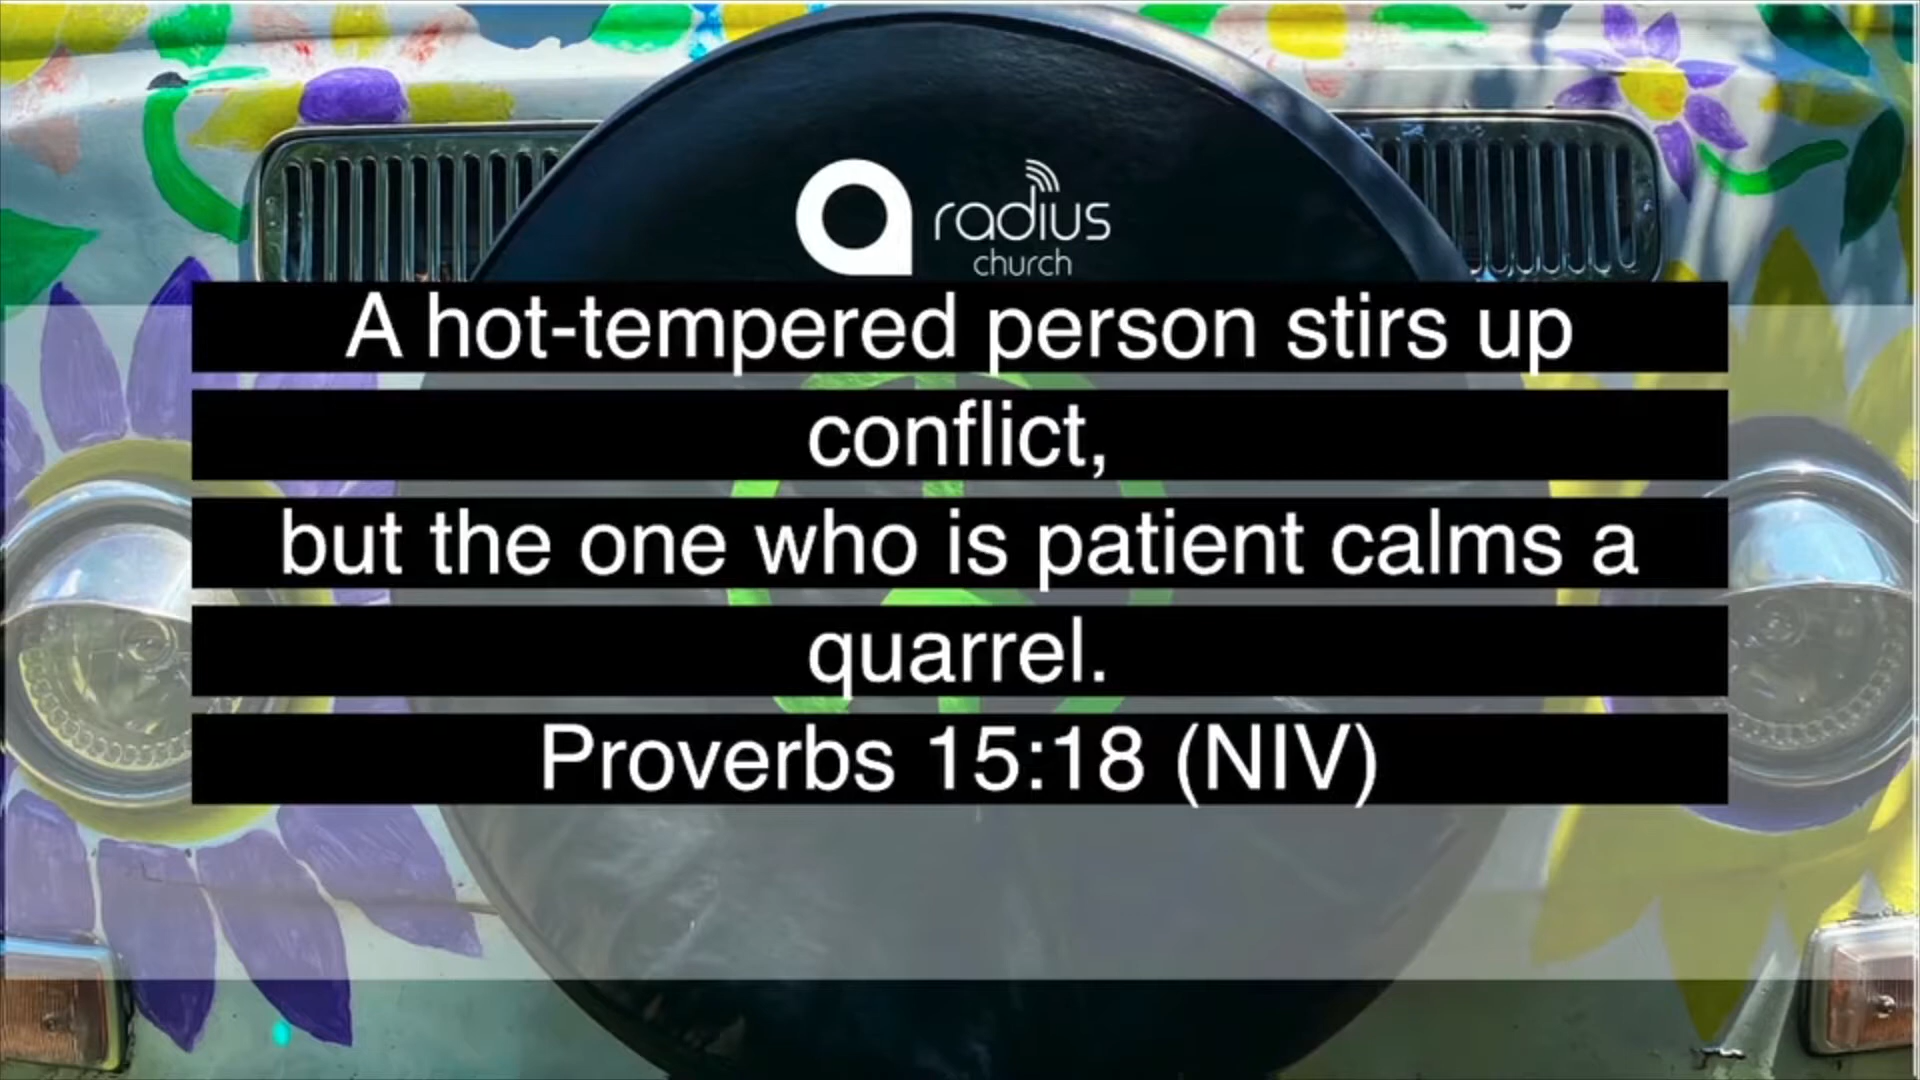 radius
church
A hot-tempered person stirs up
conflict,
but the one who is patient calms a
quarrel.
Proverbs 15:18 (NIV)